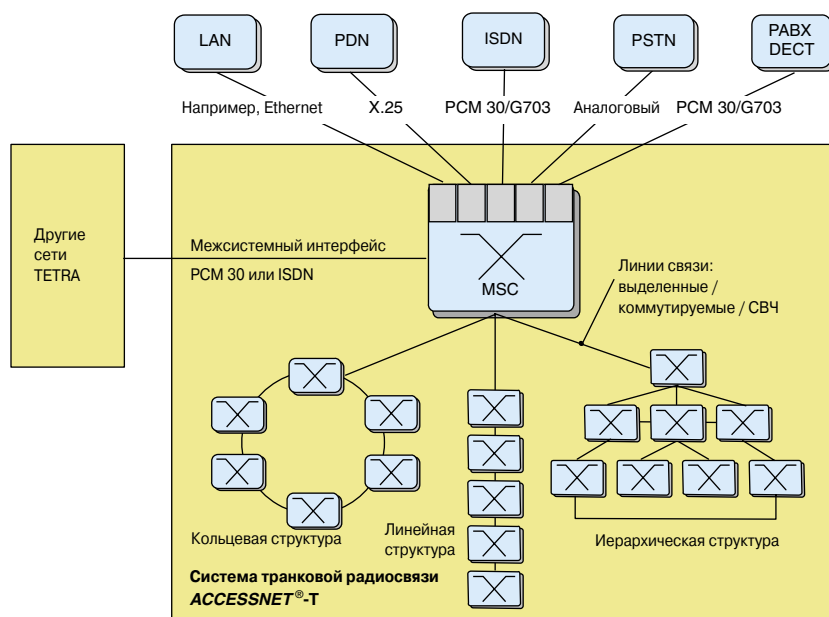 LAN
PDN
ISDN
PSTN
PABX
DECT
Например, Ethernet
X.25
PCM 30/G703
Аналоговый
PCM 30/G703
Другие
сети
TETRA
Межсистемный интерфейс
PCM 30 или ISDN
MSC
Линии связи:
выделенные /
коммутируемые / СВЧ
Кольцевая структура
Линейная
структура
Иерархическая структура
Система транковой радиосвязи
ACCESSNET®-T